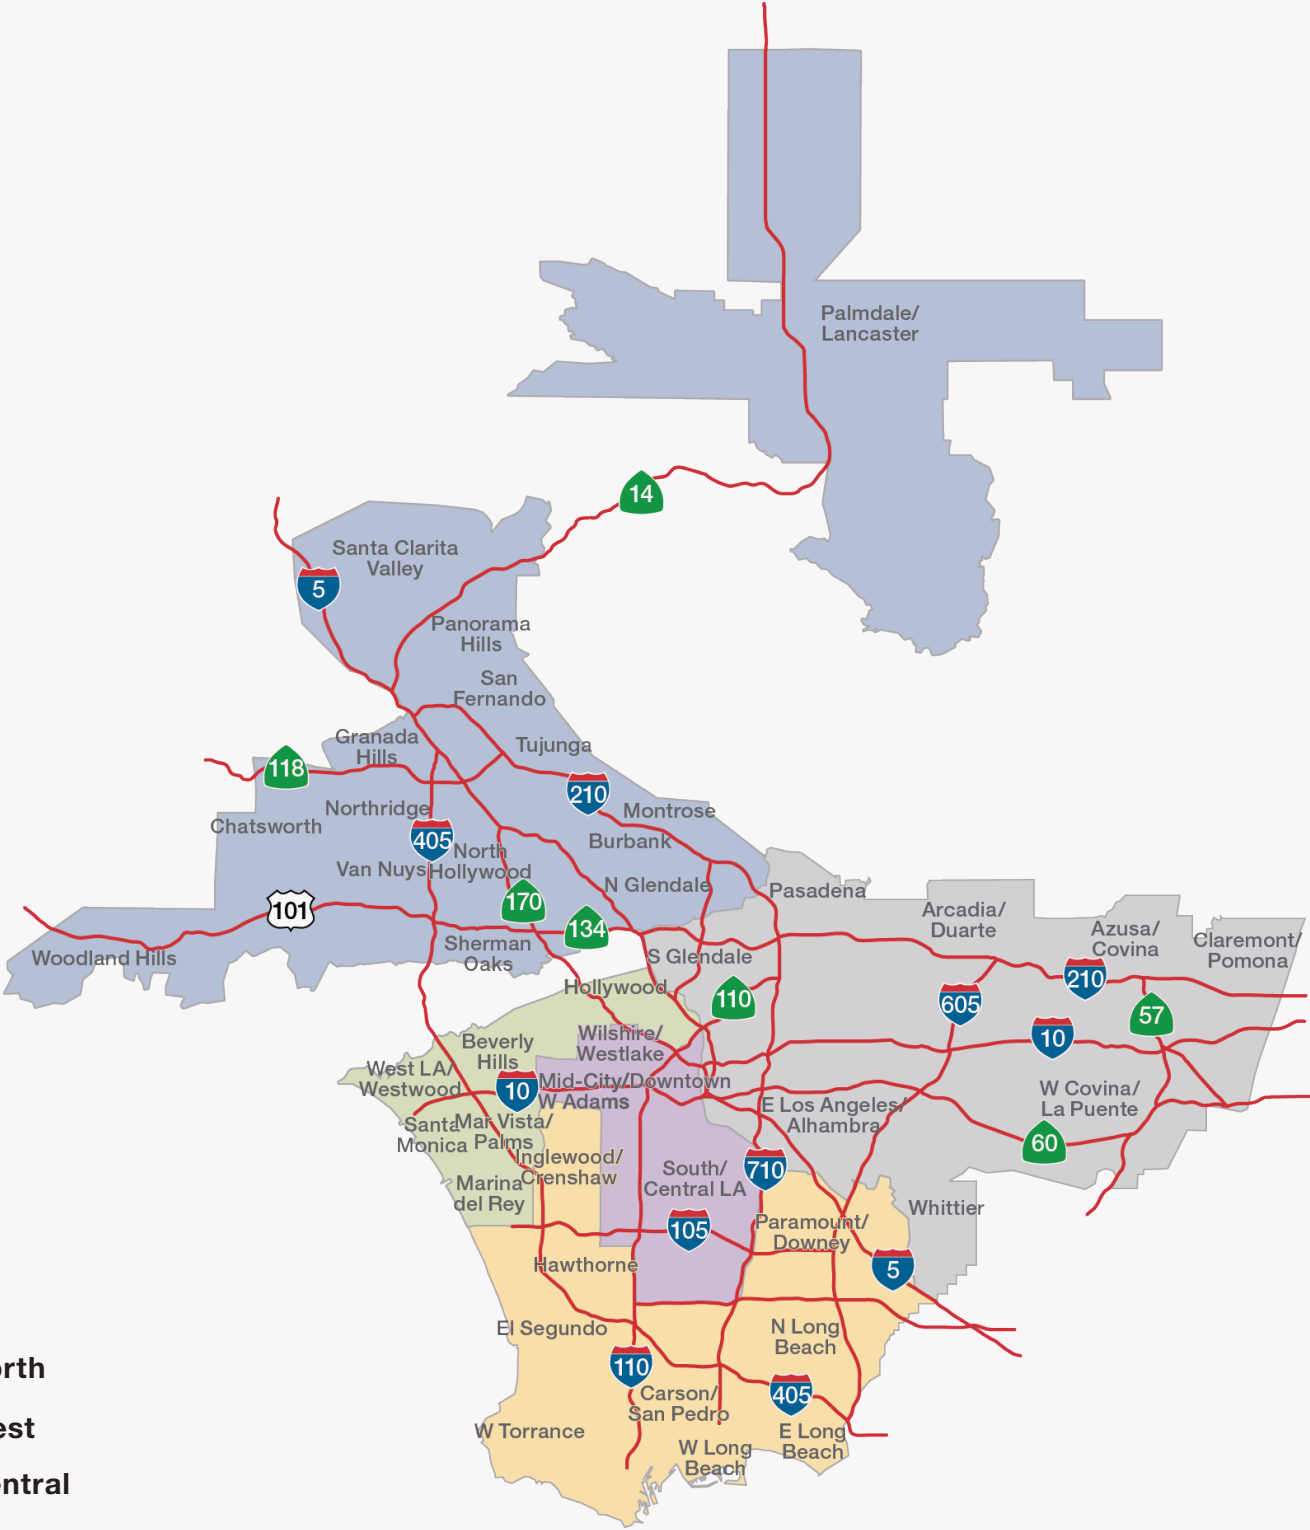 Palmdale/
Lancaster
14
Santa Clarita
Valley
5
Panorama
Hills
San
Fernando
Granada
Hills
Tujunga
118
210
Northridge
Montrose
Chatsworth
405
Burbank
North
Hollywood
Van Nuys
N Glendale
Pasadena
170
101
134
Arcadia/
Duarte
Azusa/
Covina
Claremont/
Pomona
Sherman
Oaks
Woodland Hills
S Glendale
Hollywood
110
605
210
57
10
Wilshire/
Westlake
Beverly
Hills
West LA/
Westwood
10
Mid-City/Downtown
W Adams
W Covina/
La Puente
E Los Angeles/
Alhambra
Santa
Monica
Mar Vista/
Palms
60
Inglewood/
Crenshaw
South/
Central LA
710
Marina
del Rey
Whittier
105
Paramount/
Downey
Hawthorne
5
El Segundo
N Long
Beach
110
405
Carson/
San Pedro
W Torrance
E Long
Beach
W Long
Beach
orth
est
entral